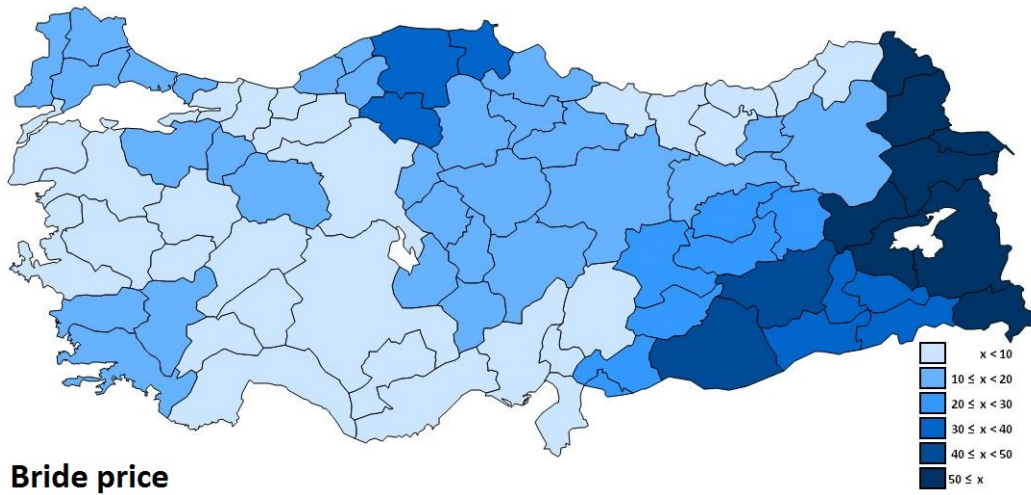 x < 10
10 ≤ x < 20
20 ≤ x < 30
30 ≤ x < 40
40 ≤ x < 50
50 ≤ x
Bride price